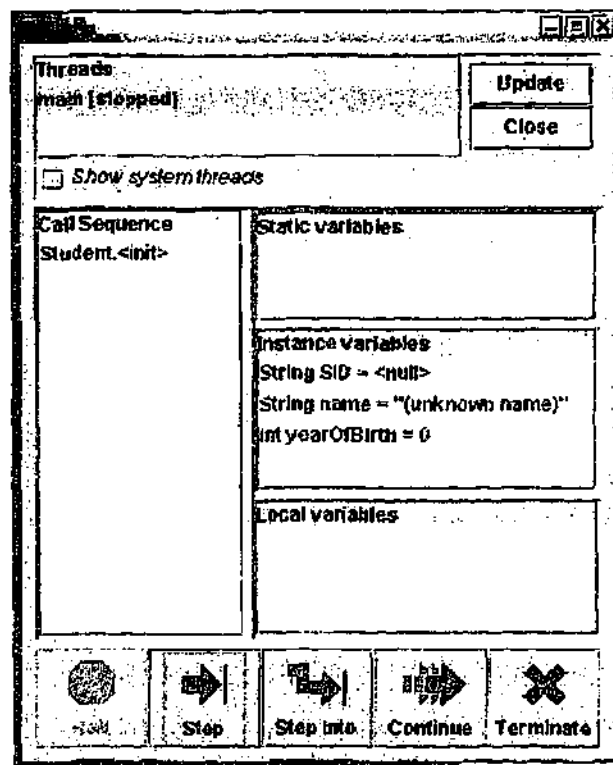 Threads
main [stopped]
Update
Close
Show system threads
Call Sequence
Student.<init>
Static variables
Instance variables
String SID = <null>
String name = "(unknown name)"
int yearOfBirth = 0
Local variables
Step
Step Into
Continue
Terminate